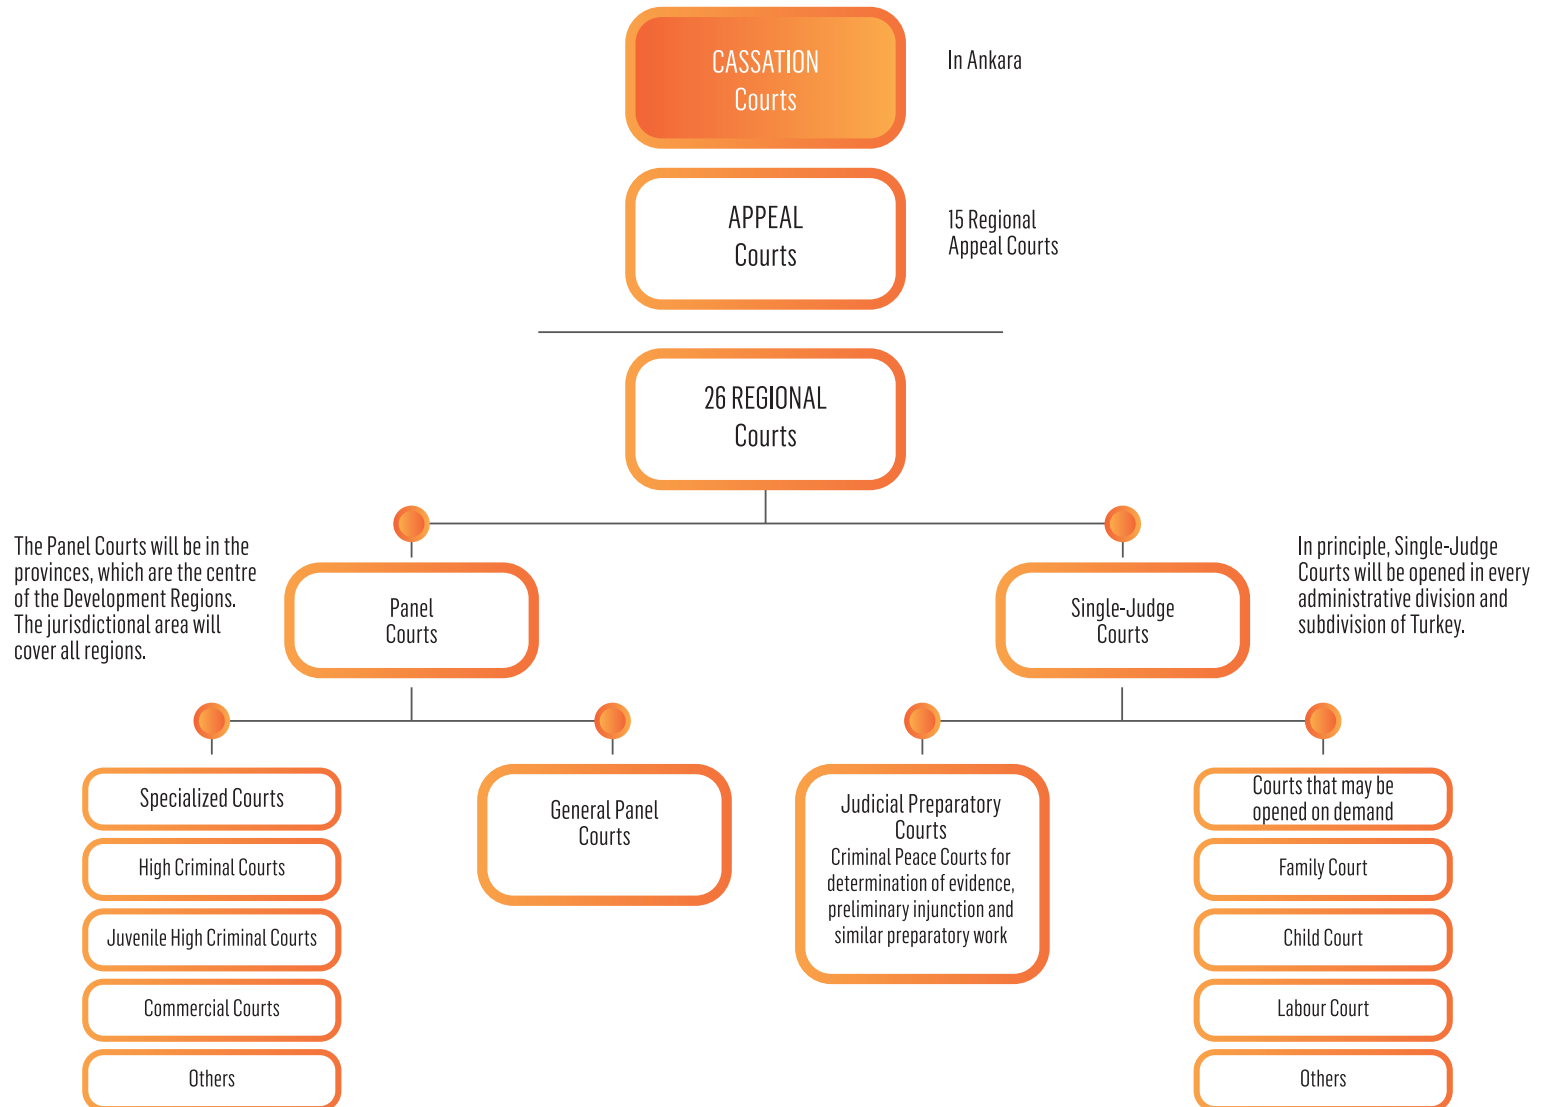 CASSATION
Courts
In Ankara
APPEAL
Courts
15 Regional
Appeal Courts
26 REGIONAL
Courts
The Panel Courts will be in the
provinces, which are the centre
of the Development Regions.
The jurisdictional area will
cover all regions.
Panel
Courts
Single-Judge
Courts
In principle, Single-Judge
Courts will be opened in every
administrative division and
subdivision of Turkey.
Specialized Courts
High Criminal Courts
Juvenile High Criminal Courts
Commercial Courts
Others
General Panel
Courts
Judicial Preparatory
Courts
Criminal Peace Courts for
determination of evidence,
preliminary injunction and
similar preparatory work
Courts that may be
opened on demand
Family Court
Child Court
Labour Court
Others